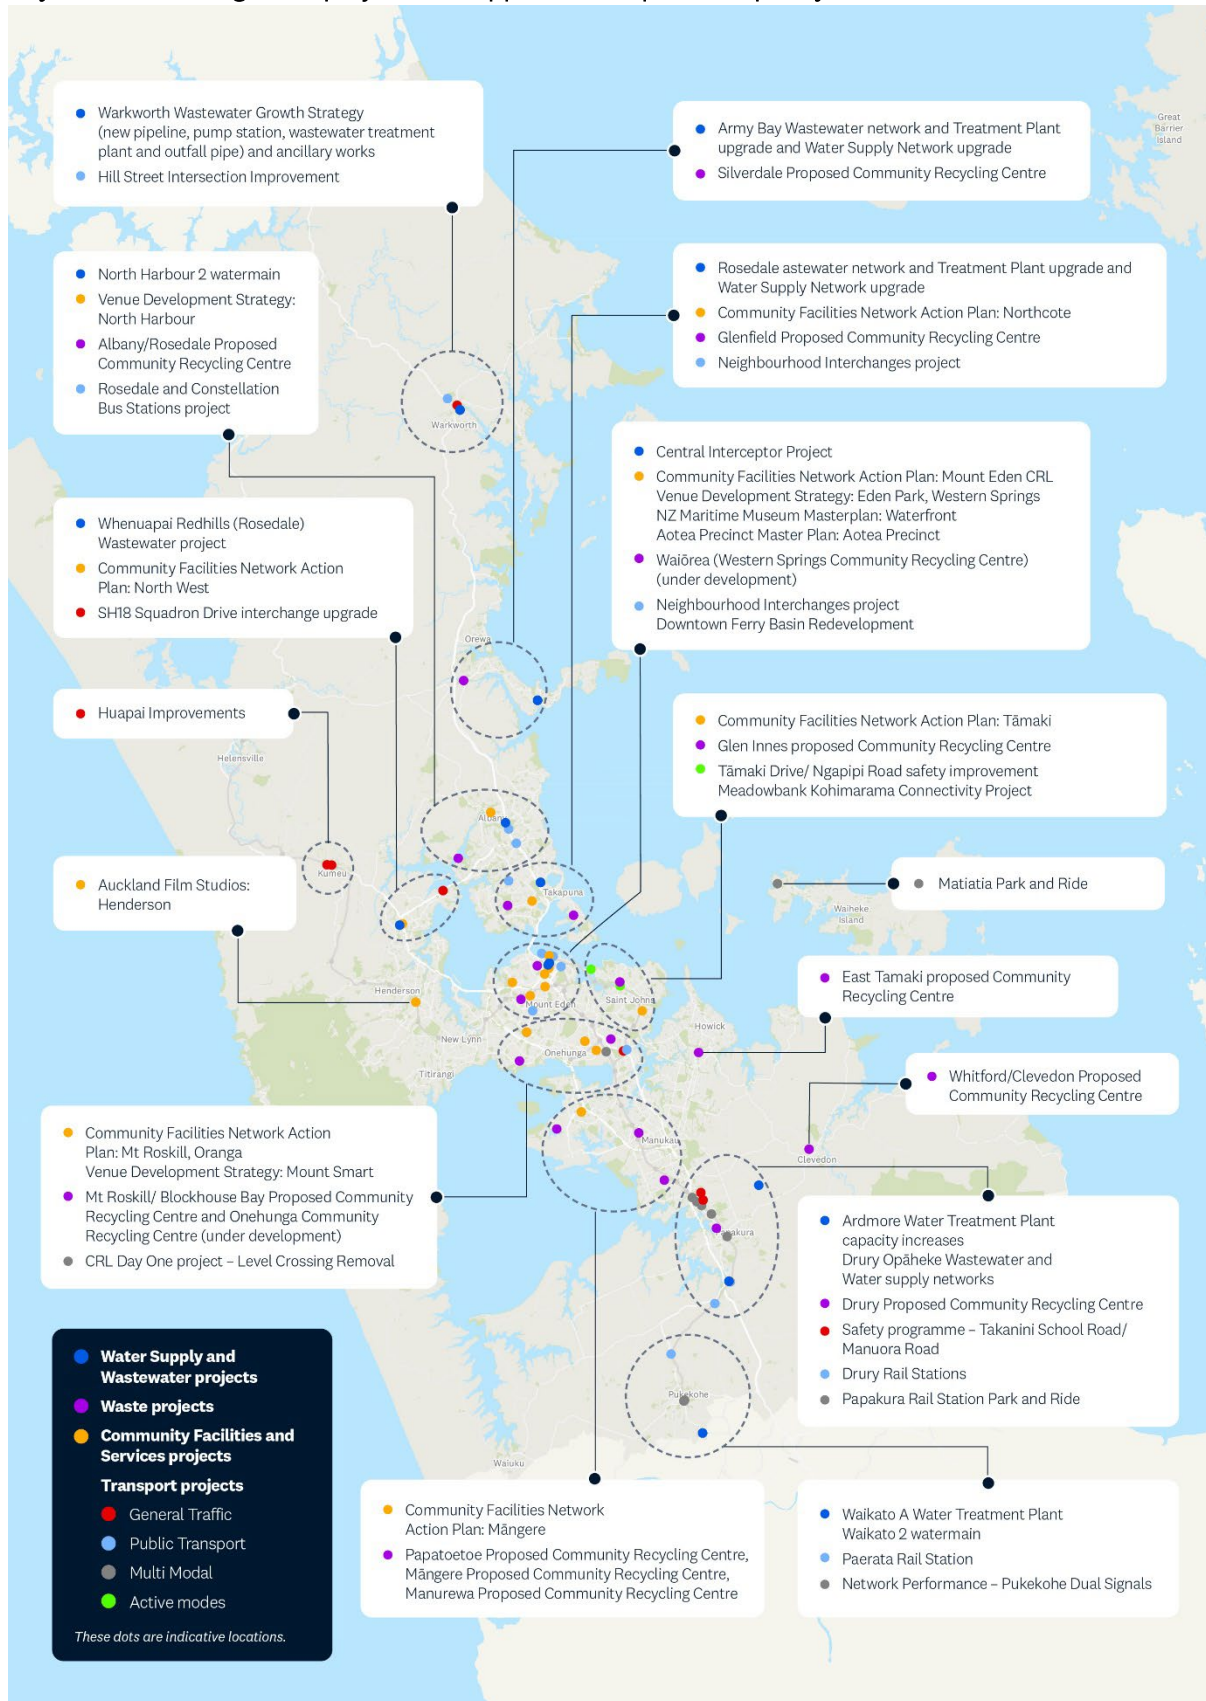 Warkworth Wastewater Growth Strategy
(new pipeline, pump station, wastewater treatment
plant and outfall pipe) and ancillary works
Hill Street Intersection Improvement
Army Bay Wastewater network and Treatment Plant
upgrade and Water Supply Network upgrade
Silverdale Proposed Community Recycling Centre
Great
Barrier
Island
North Harbour 2 watermain
Venue Development Strategy:
North Harbour
Albany/Rosedale Proposed
Community Recycling Centre
Rosedale and Constellation
Bus Stations project
Rosedale astewater network and Treatment Plant upgrade and
Water Supply Network upgrade
Community Facilities Network Action Plan: Northcote
Glenfield Proposed Community Recycling Centre
Neighbourhood Interchanges project
Warkworth
Central Interceptor Project
Community Facilities Network Action Plan: Mount Eden CRL
Venue Development Strategy: Eden Park, Western Springs
NZ Maritime Museum Masterplan: Waterfront
Aotea Precinct Master Plan: Aotea Precinct
Waiōrea (Western Springs Community Recycling Centre)
(under development)
Neighbourhood Interchanges project
Downtown Ferry Basin Redevelopment
Whenuapai Redhills (Rosedale)
Wastewater project
Community Facilities Network Action
Plan: North West
SH18 Squadron Drive interchange upgrade
Orewa
Huapai Improvements
Helensville
Community Facilities Network Action Plan: Tāmaki
Glen Innes proposed Community Recycling Centre
Tāmaki Drive/ Ngapipi Road safety improvement
Meadowbank Kohimarama Connectivity Project
Albany
Kumeu
Takapuna
Auckland Film Studios:
Henderson
Matiatia Park and Ride
Waiheke
Island
East Tamaki proposed Community
Recycling Centre
Henderson
Mount Eden
Saint Johns
Howick
New Lynn
Onehunga
Titirangi
Whitford/Clevedon Proposed
Community Recycling Centre
Manukau
Clevedon
Community Facilities Network Action
Plan: Mt Roskill, Oranga
Venue Development Strategy: Mount Smart
Mt Roskill/ Blockhouse Bay Proposed Community
Recycling Centre and Onehunga Community
Recycling Centre (under development)
CRL Day One project – Level Crossing Removal
Papakura
Ardmore Water Treatment Plant
capacity increases
Drury Opāheke Wastewater and
Water supply networks
Drury Proposed Community Recycling Centre
Safety programme – Takanini School Road/
Manuora Road
Drury Rail Stations
Papakura Rail Station Park and Ride
Pukekohe
Waiuku
Water Supply and
Wastewater projects
Waste projects
Community Facilities and
Services projects
Transport projects
General Traffic
Public Transport
Multi Modal
Active modes
These dots are indicative locations.
Community Facilities Network
Action Plan: Māngere
Papatoetoe Proposed Community Recycling Centre,
Māngere Proposed Community Recycling Centre,
Manurewa Proposed Community Recycling Centre
Waikato A Water Treatment Plant
Waikato 2 watermain
Paerata Rail Station
Network Performance – Pukekohe Dual Signals